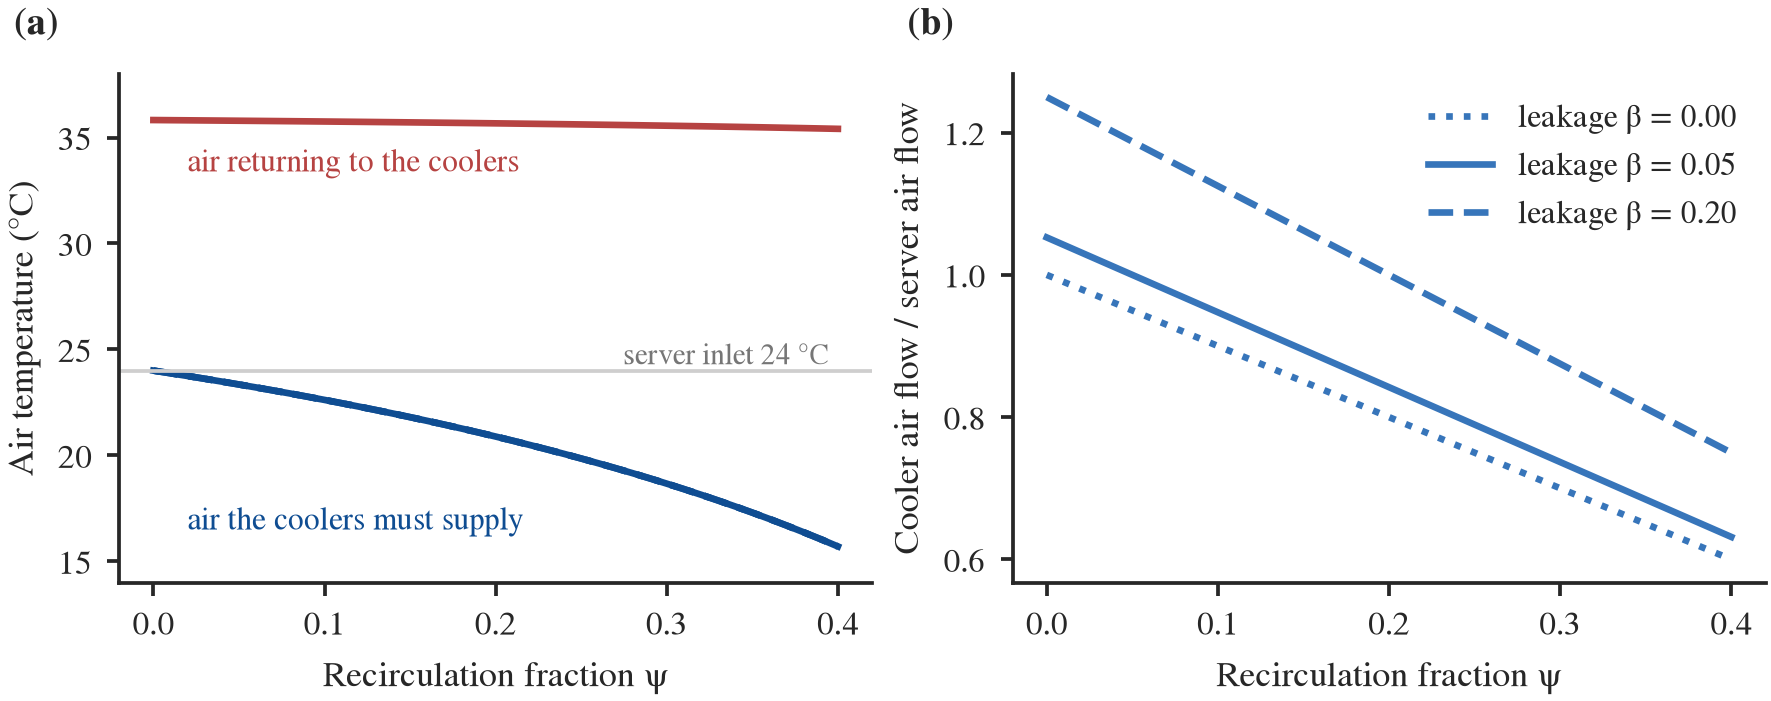 (a)
Air temperature (°C)
35
30
25
20
15
air returning to the coolers
server inlet 24 °C
air the coolers must supply
0.0 0.1 0.2 0.3 0.4
Recirculation fraction ψ
(b)
Cooler air flow / server air flow
1.2
1.0
0.8
0.6
leakage β = 0.00
leakage β = 0.05
leakage β = 0.20
0.0 0.1 0.2 0.3 0.4
Recirculation fraction ψ